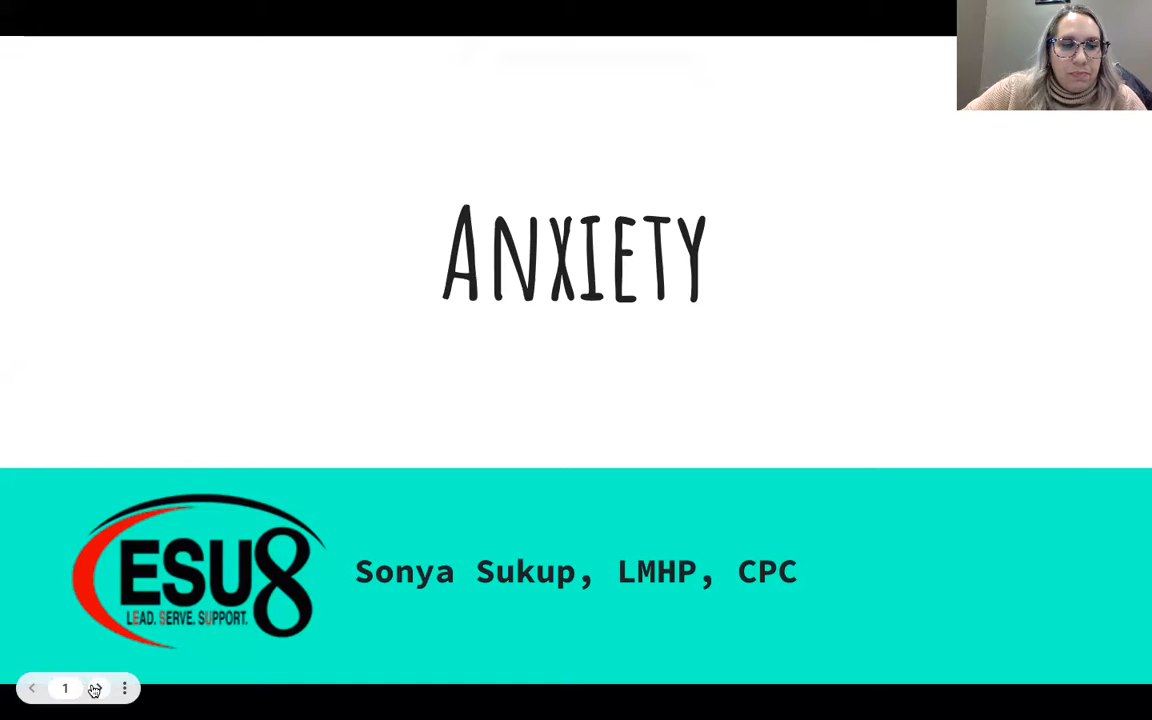 ANXIETY
ESU8
LEAD. SERVE. SUPPORT.
Sonya Sukup, LMHP, CPC
1